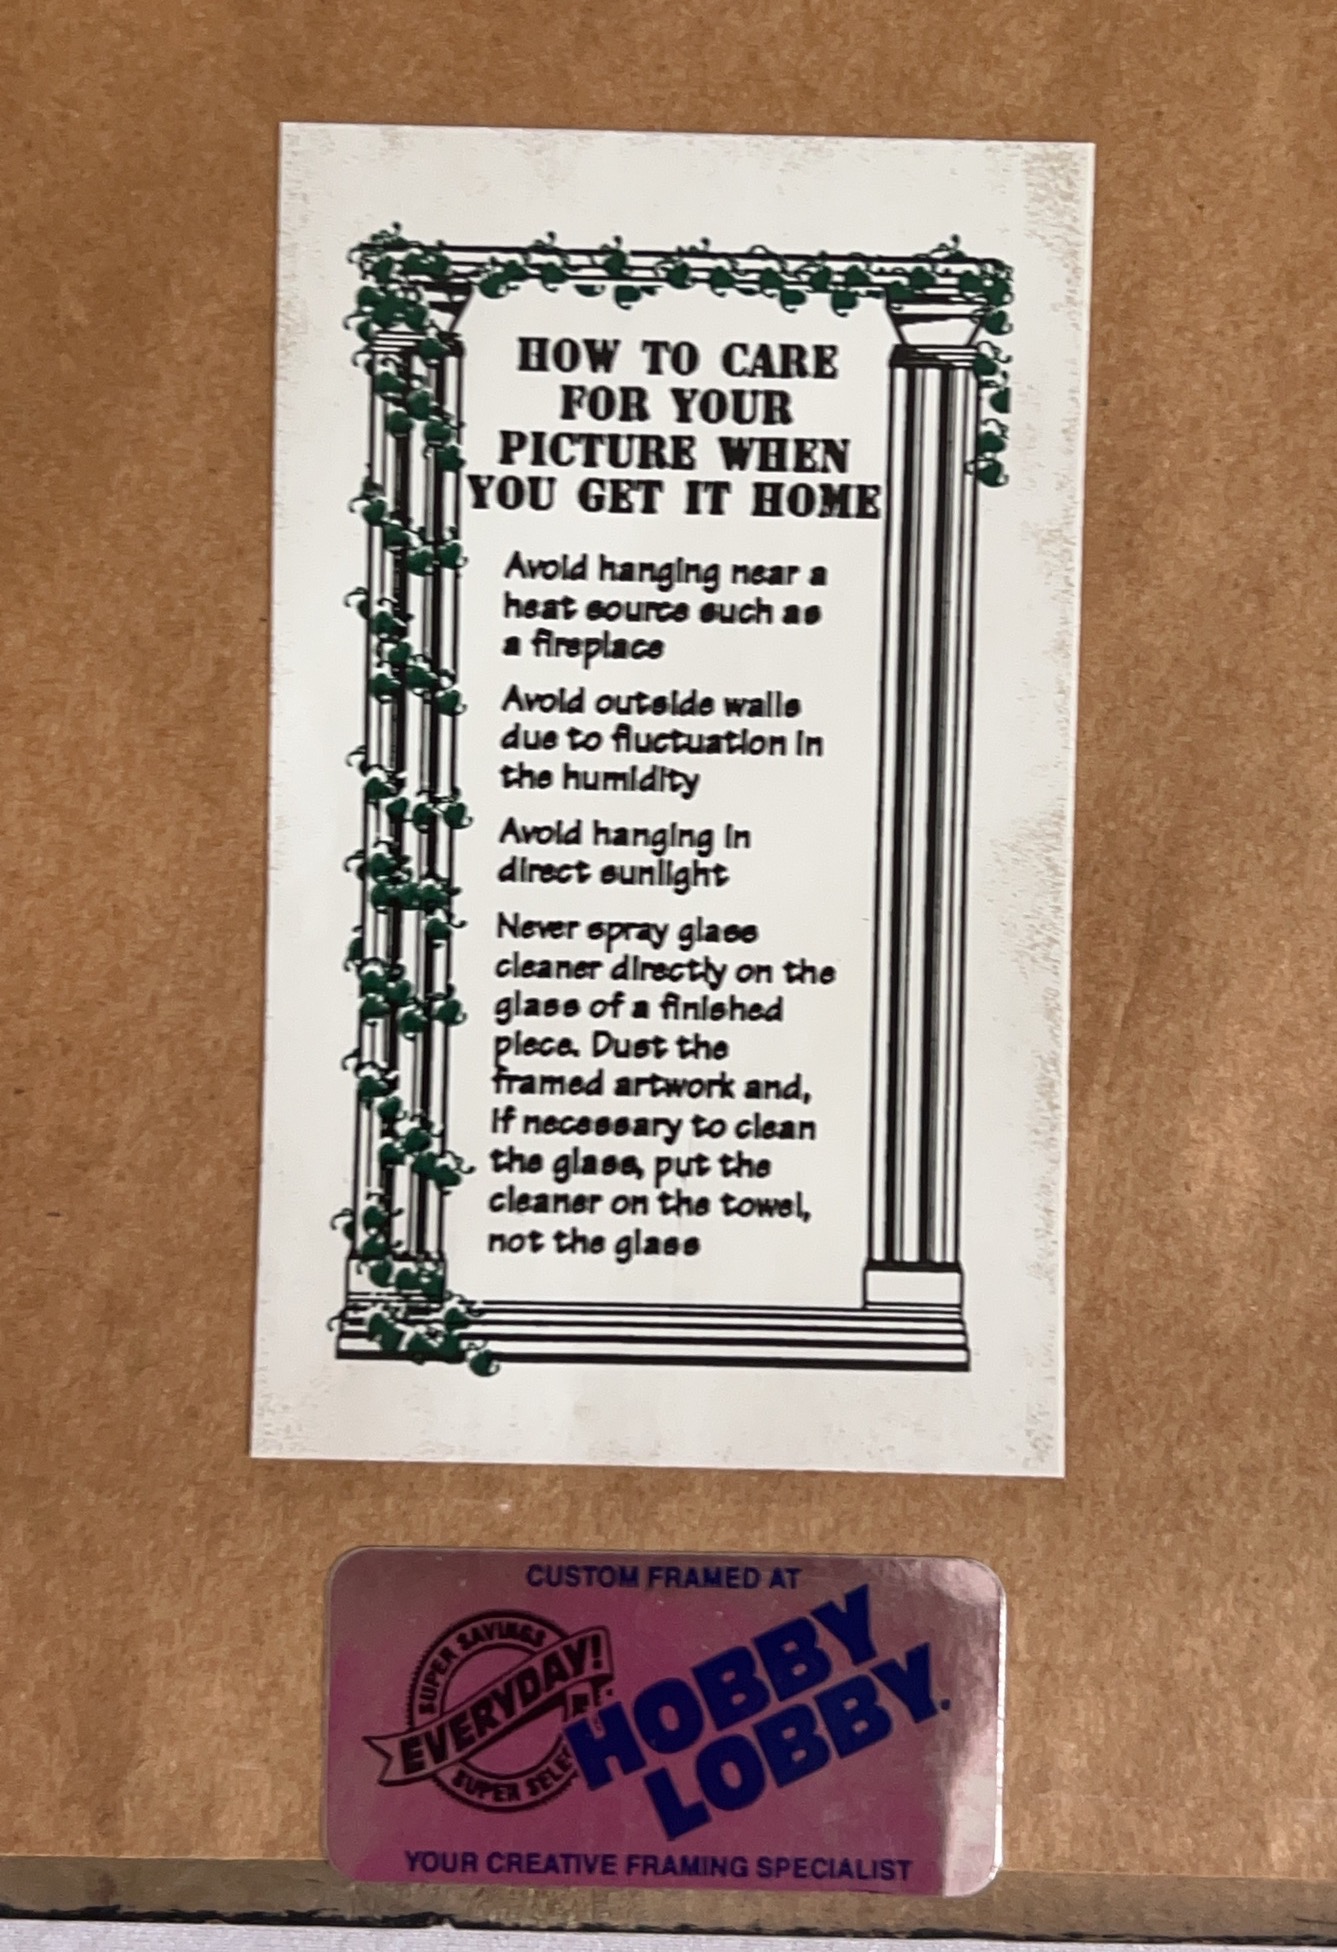 HOW TO CARE
FOR YOUR
PICTURE WHEN
YOU GET IT HOME
Avoid hanging near a
heat source such as
a fireplace
Avoid outside walls
due to fluctuation in
the humidity
Avoid hanging in
direct sunlight
Never spray glass
cleaner directly on the
glass of a finished
piece. Dust the
framed artwork and,
if necessary to clean
the glass, put the
cleaner on the towel,
not the glass
CUSTOM FRAMED AT
SUPER SAVINGS
EVERYDAY!
SUPER
AT
HOBBY
LOBBY.
YOUR CREATIVE FRAMING SPECIALIST